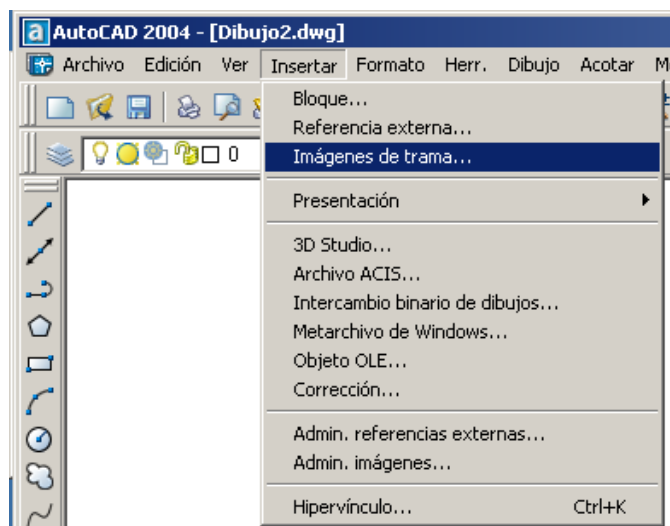 AutoCAD 2004 - [Dibujo2.dwg]
Archivo Edición Ver Insertar Formato Herr. Dibujo Acotar M
Bloque...
Referencia externa...
0
Imágenes de trama...
Presentación
3D Studio...
Archivo ACIS...
Intercambio binario de dibujos...
Metarchivo de Windows...
Objeto OLE...
Corrección...
Admin. referencias externas...
Admin. imágenes...
Hipervínculo... Ctrl+K